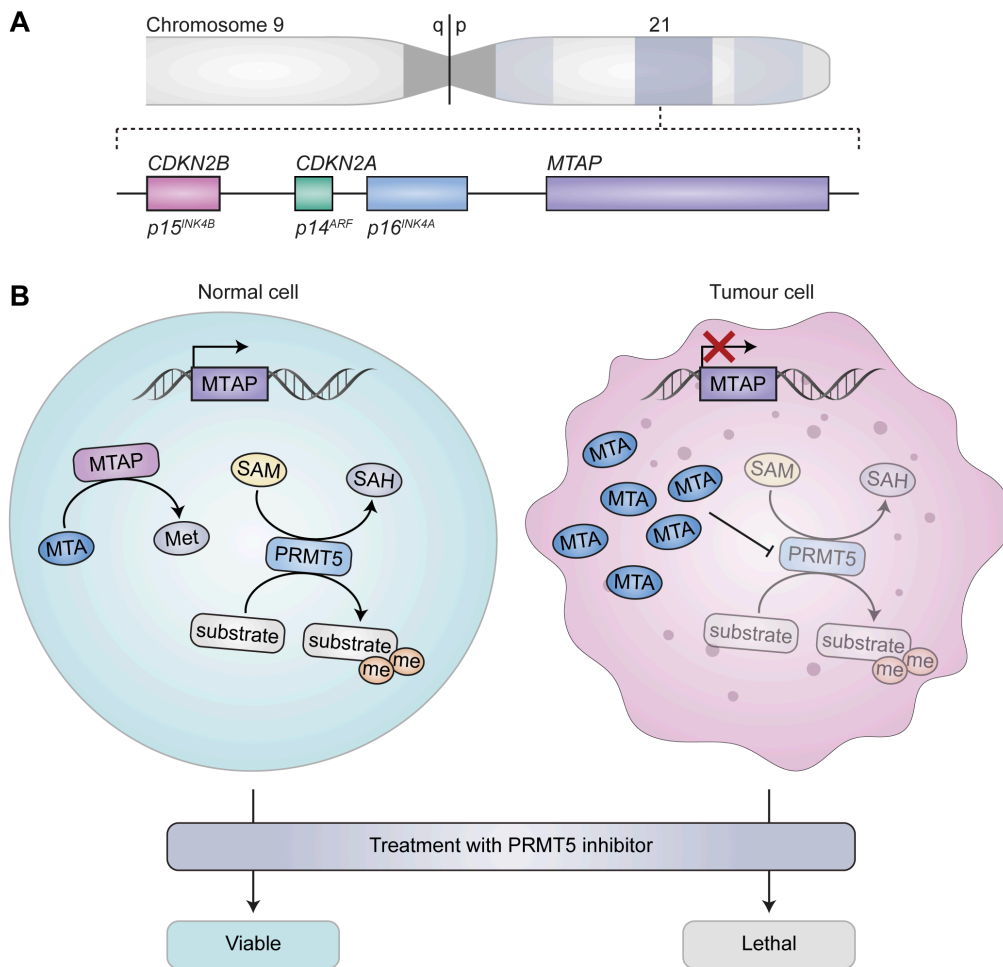 A
Chromosome 9 q p 21
CDKN2B CDKN2A MTAP
p15INK4B p14ARF p16INK4A
B
Normal cell Tumour cell
MTAP
MTAP
MTAP
MTA
Met
SAM
SAH
PRMT5
substrate
substrate
me
me
MTA
MTA
MTA
MTA
MTA
MTA
SAM
SAH
PRMT5
substrate
substrate
me
me
Treatment with PRMT5 inhibitor
Viable Lethal